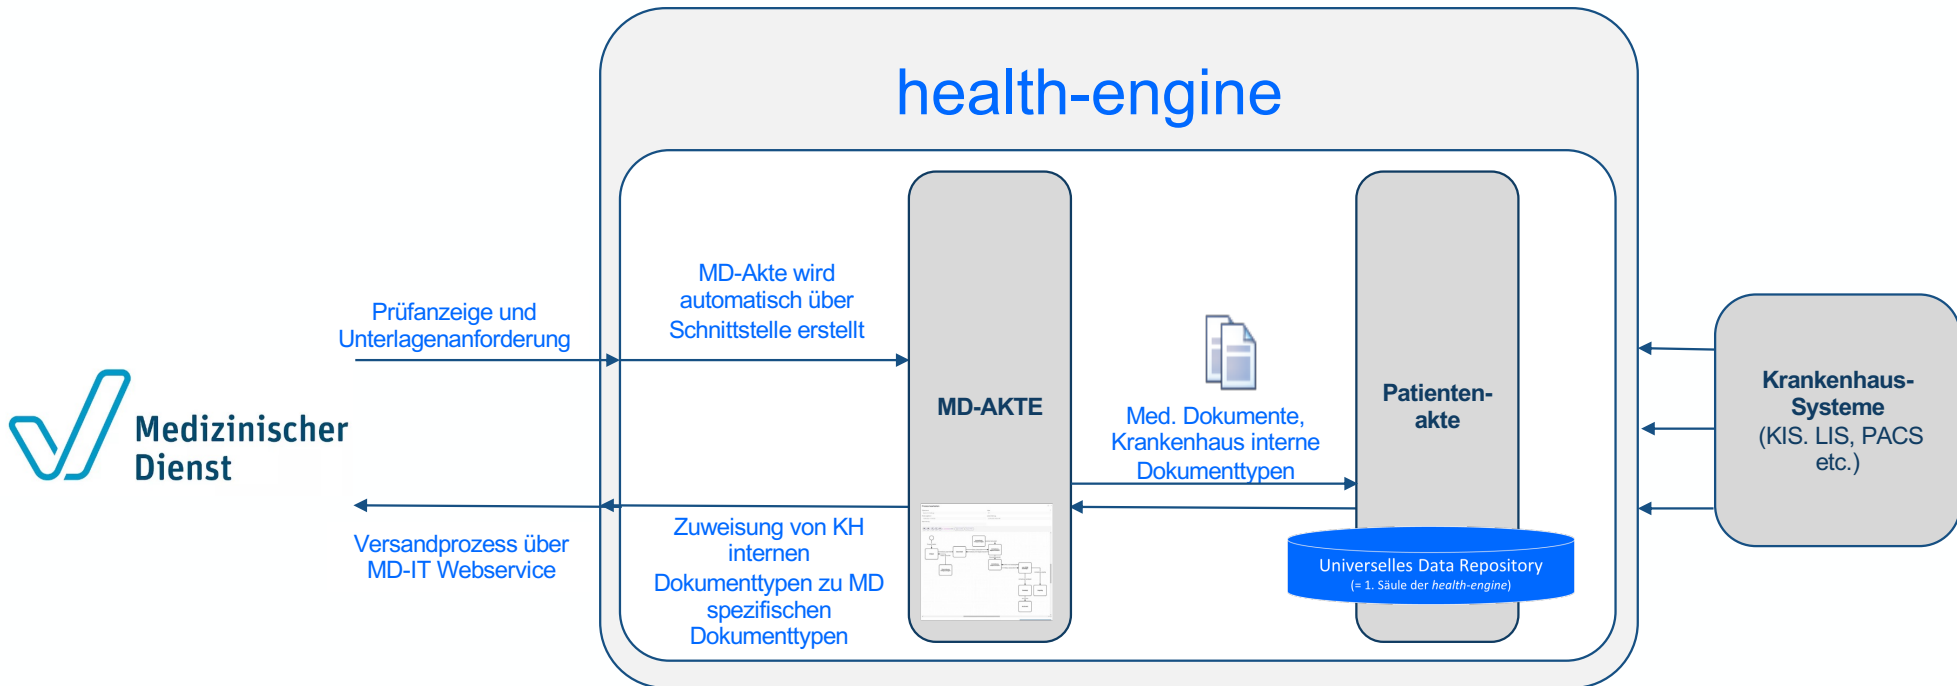 health-engine
MD-Akte wird
automatisch über
Schnittstelle erstellt
Prüfanzeige und
Unterlagenanforderung
Medizinischer
Dienst
Versandprozess über
MD-IT Webservice
Zuweisung von KH
internen
Dokumenttypen zu MD
spezifischen
Dokumenttypen
MD-AKTE
Med. Dokumente,
Krankenhaus interne
Dokumenttypen
Patienten-
akte
Universelles Data Repository
(= 1. Säule der health-engine)
Krankenhaus-
Systeme
(KIS. LIS, PACS
etc.)